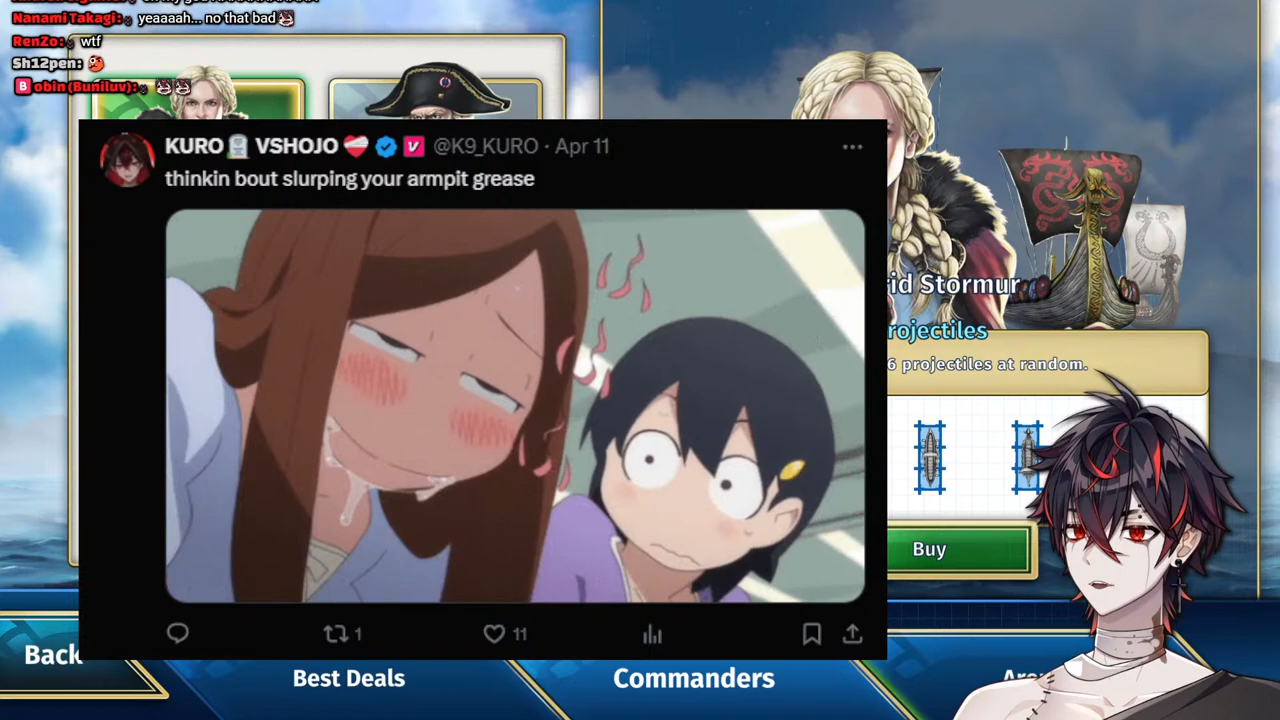 Nanami Takagi: yeaaaah... no that bad
RenZo: wtf
Sh12pen:
Bobin (Buniluv):
KURO VSHOJO @K9_KURO · Apr 11
thinkin bout slurping your armpit grease
1
11
id Stormur
rojectiles
6 projectiles at random.
Buy
Back
Best Deals
Commanders